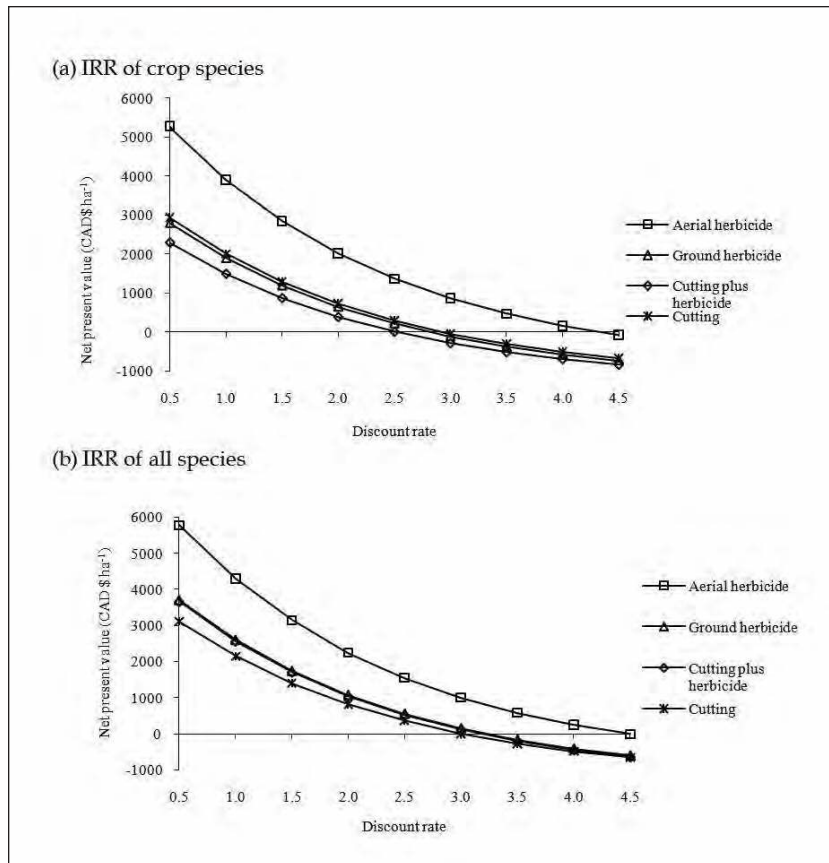 (a) IRR of crop species
6000
5000
4000
3000
2000
1000
0
-1000
Net present value (CAD$ ha-1)
0.5 1.0 1.5 2.0 2.5 3.0 3.5 4.0 4.5
Discount rate
Aerial herbicide
Ground herbicide
Cutting plus
herbicide
Cutting
(b) IRR of all species
6000
5000
4000
3000
2000
1000
0
-1000
Net present value (CAD $ ha-1)
0.5 1.0 1.5 2.0 2.5 3.0 3.5 4.0 4.5
Discount rate
Aerial herbicide
Ground herbicide
Cutting plus
herbicide
Cutting